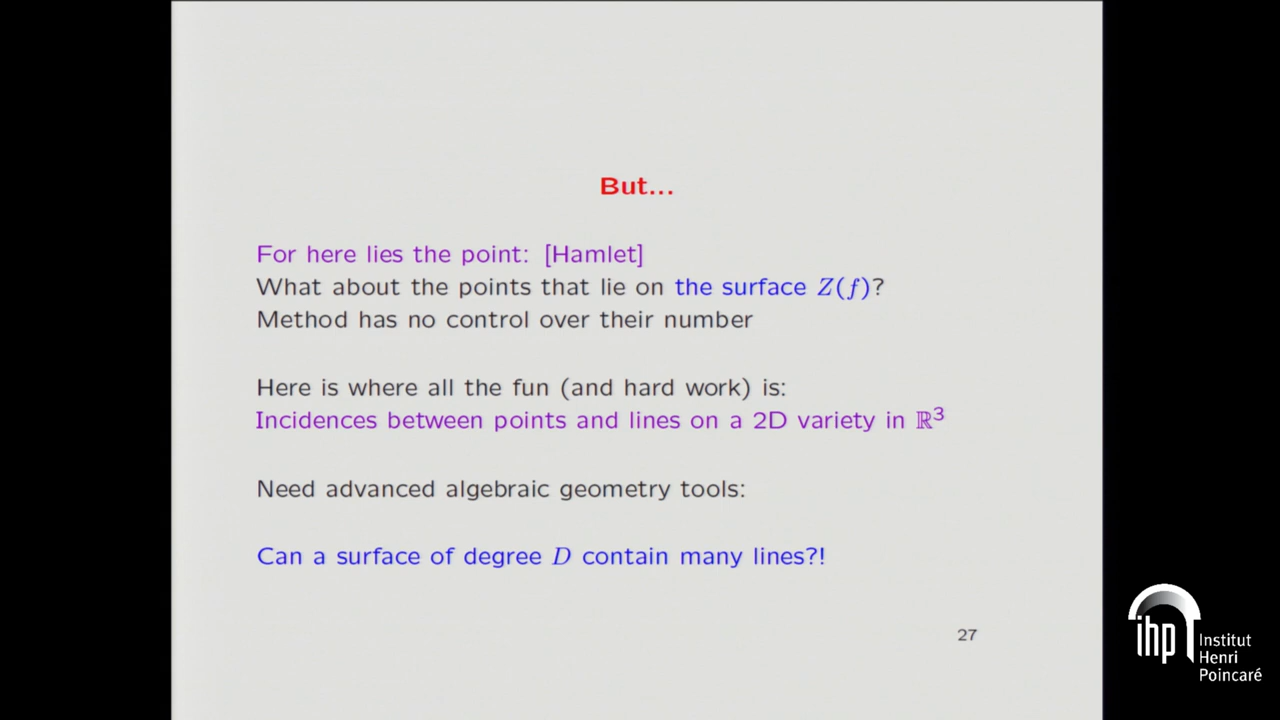 But...
For here lies the point: [Hamlet]
What about the points that lie on the surface Z(f)?
Method has no control over their number
Here is where all the fun (and hard work) is:
Incidences between points and lines on a 2D variety in ℝ³
Need advanced algebraic geometry tools:
Can a surface of degree D contain many lines?!
27
ihp
Institut
Henri
Poincaré